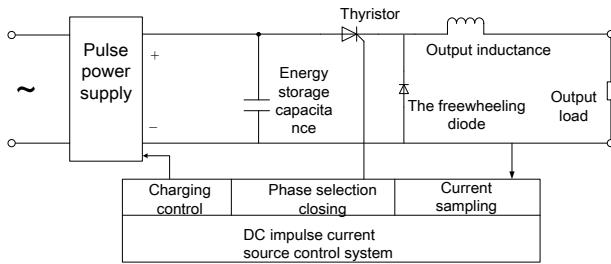 Thyristor
Pulse
power
supply
+
−
~
Output inductance
Energy
storage
capacita
nce
The freewheeling
diode
Output
load
Charging
control
Phase selection
closing
Current
sampling
DC impulse current
source control system